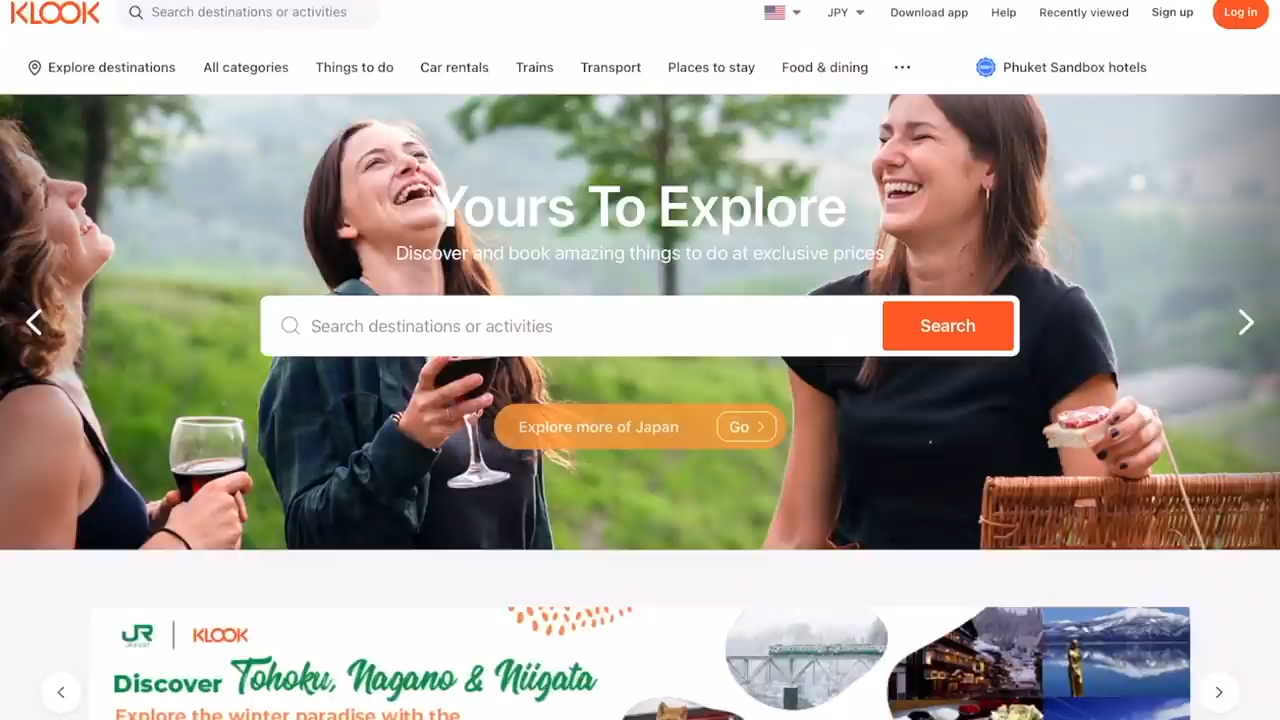 KLOOK
Search destinations or activities
JPY
Download app
Help
Recently viewed
Sign up
Log in
Explore destinations
All categories
Things to do
Car rentals
Trains
Transport
Places to stay
Food & dining
Phuket Sandbox hotels
Yours To Explore
Discover and book amazing things to do at exclusive prices
Search destinations or activities
Search
Explore more of Japan
Go
JR
KLOOK
Discover Tohoku, Nagano & Niigata
Explore the winter paradise with the